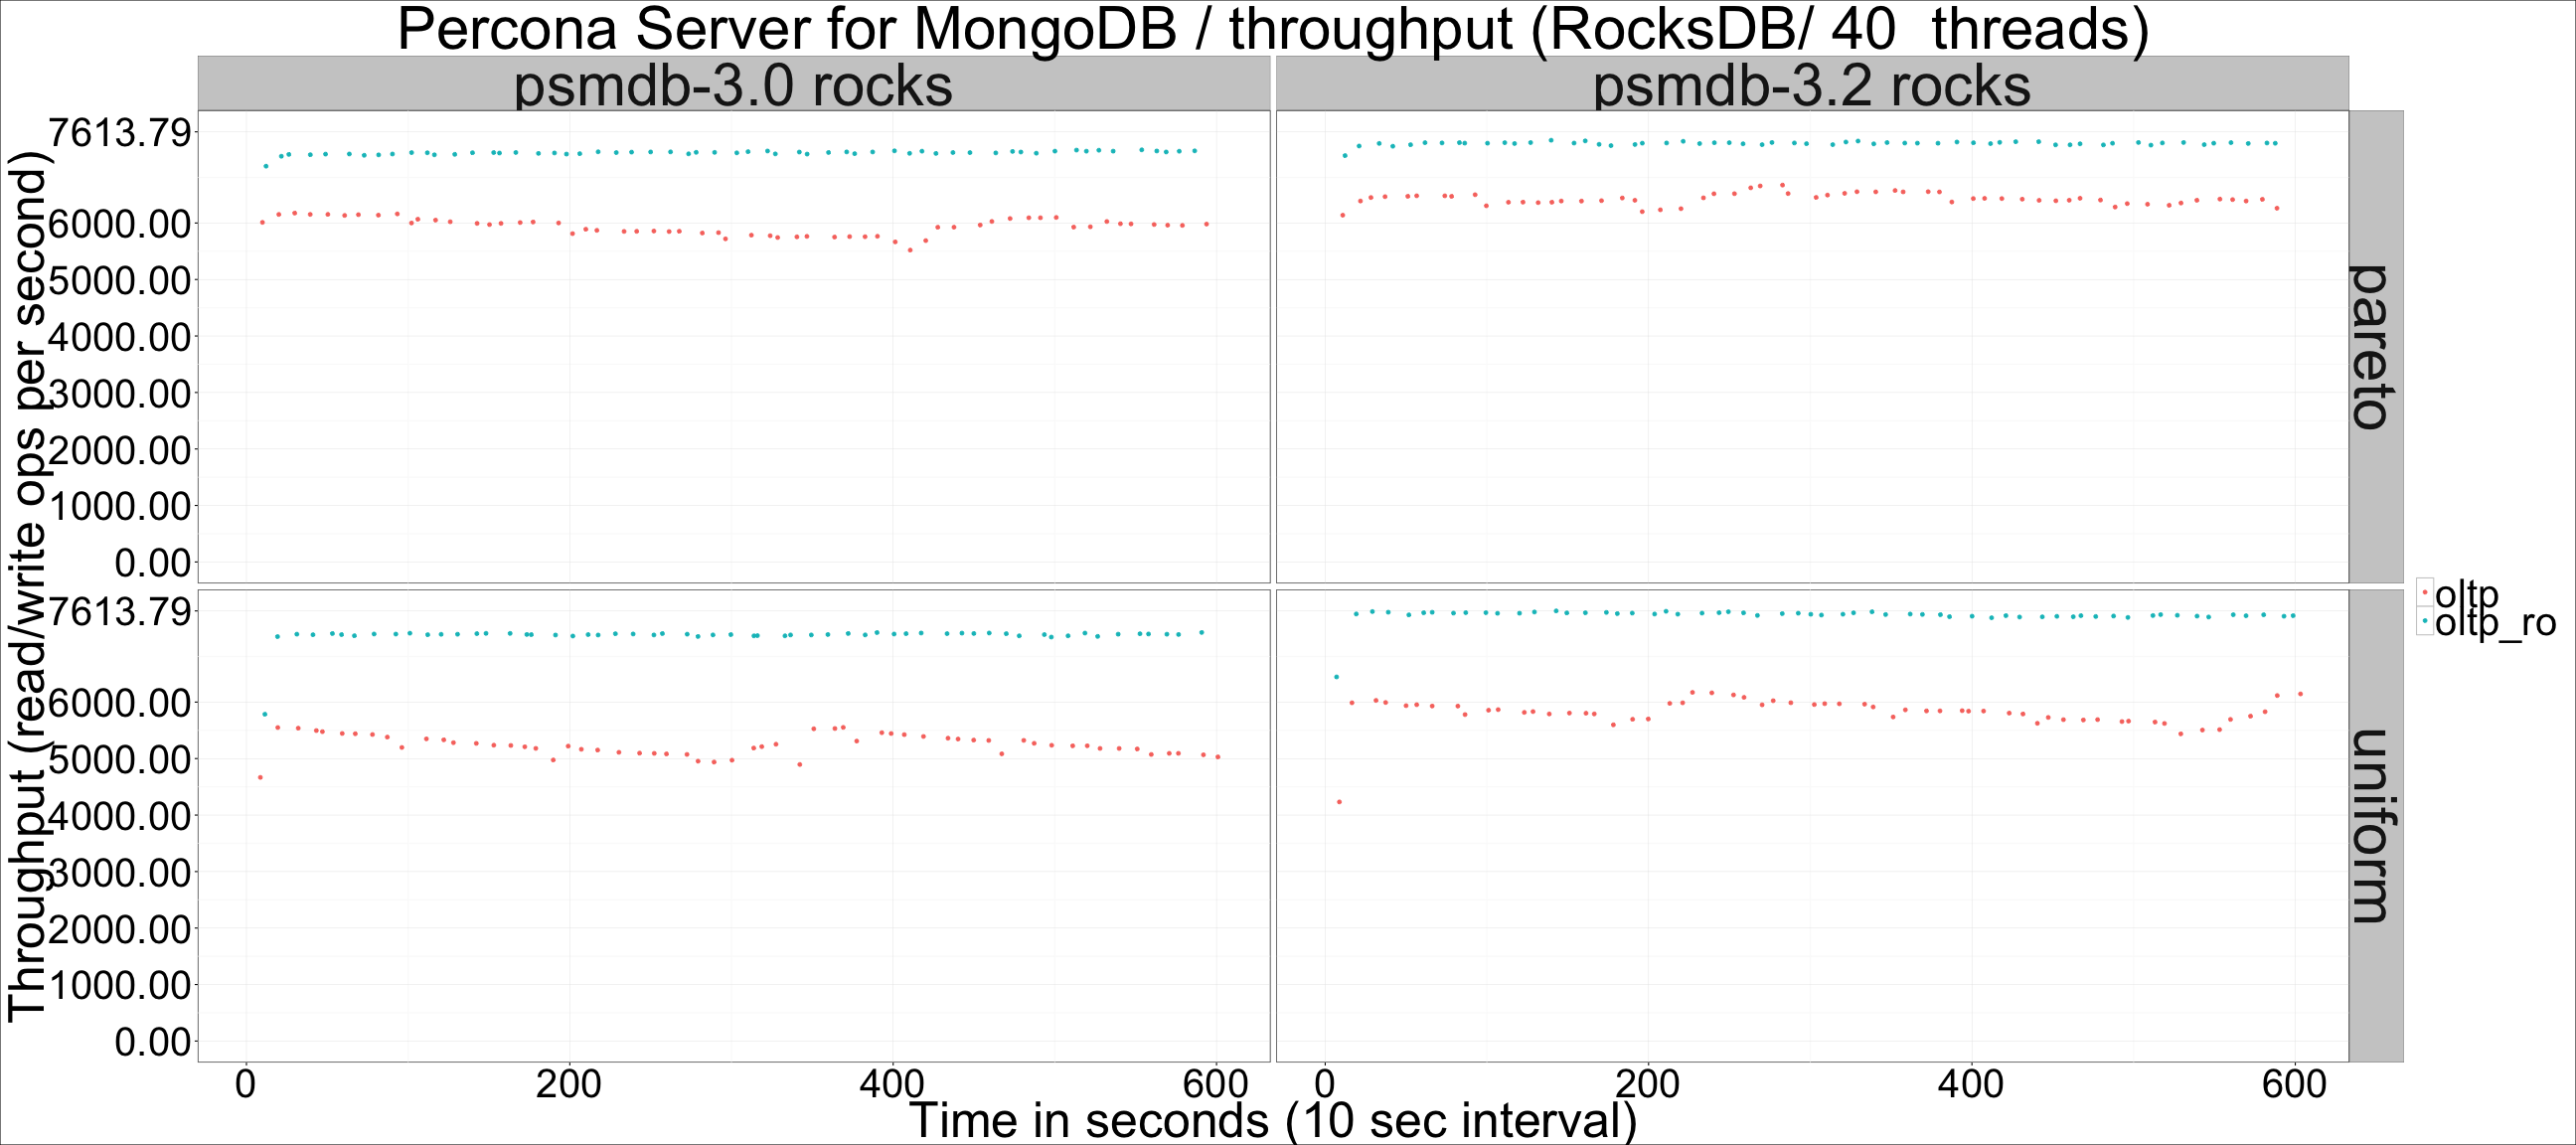 Percona Server for MongoDB / throughput (RocksDB/ 40  threads)
psmdb-3.0 rocks
psmdb-3.2 rocks
Throughput (read/write ops per second)
7613.79
6000.00
5000.00
4000.00
3000.00
2000.00
1000.00
0.00
pareto
7613.79
6000.00
5000.00
4000.00
3000.00
2000.00
1000.00
0.00
uniform
oltp
oltp_ro
0 200 400 600 0 200 400 600
Time in seconds (10 sec interval)